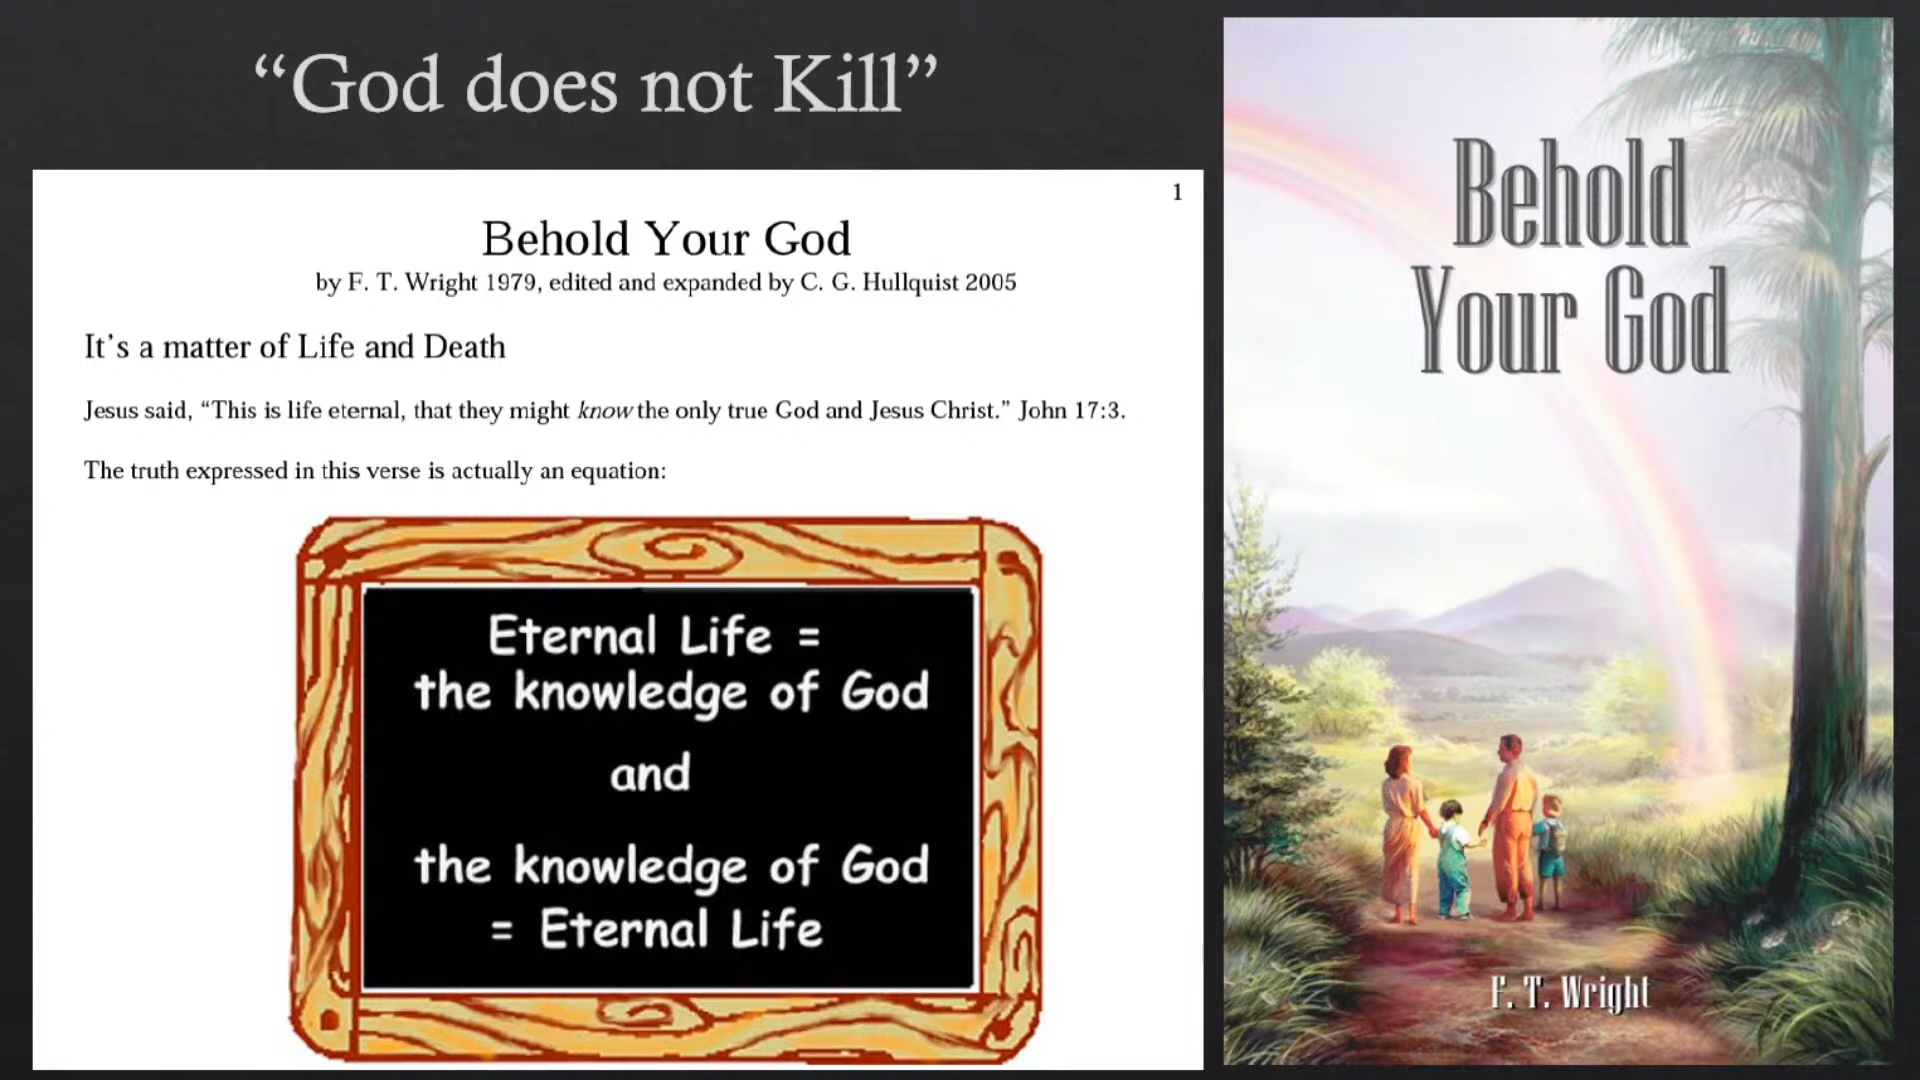 “God does not Kill”
1
Behold Your God
by F. T. Wright 1979, edited and expanded by C. G. Hullquist 2005
It’s a matter of Life and Death
Jesus said, “This is life eternal, that they might know the only true God and Jesus Christ.” John 17:3.
The truth expressed in this verse is actually an equation:
Eternal Life =
the knowledge of God
and
the knowledge of God
= Eternal Life
Behold
Your God
F. T. Wright